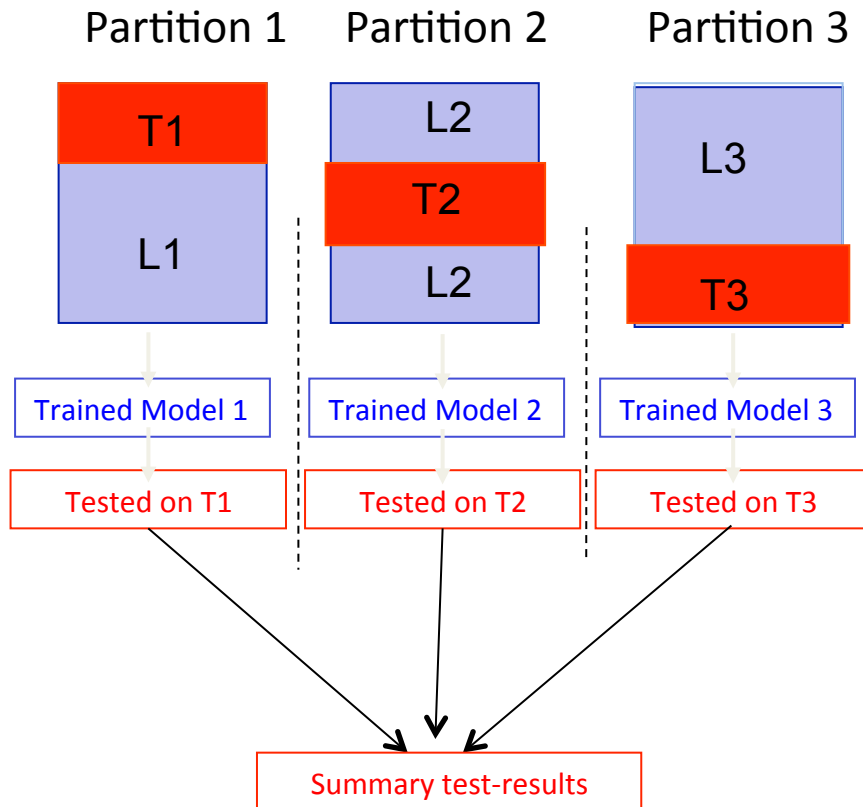 Partition 1
Partition 2
Partition 3
T1
L1
L2
T2
L2
L3
T3
Trained Model 1
Trained Model 2
Trained Model 3
Tested on T1
Tested on T2
Tested on T3
Summary test-results